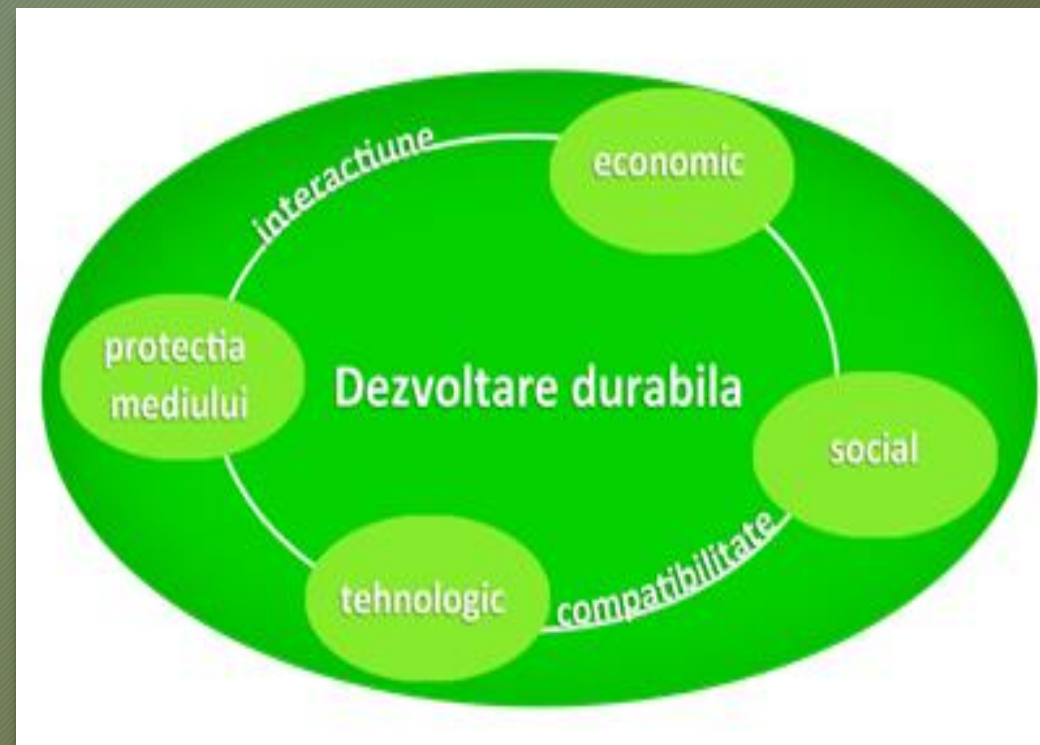 interactiune
economic
protectia
mediului
Dezvoltare durabila
social
tehnologic
compatibilitate